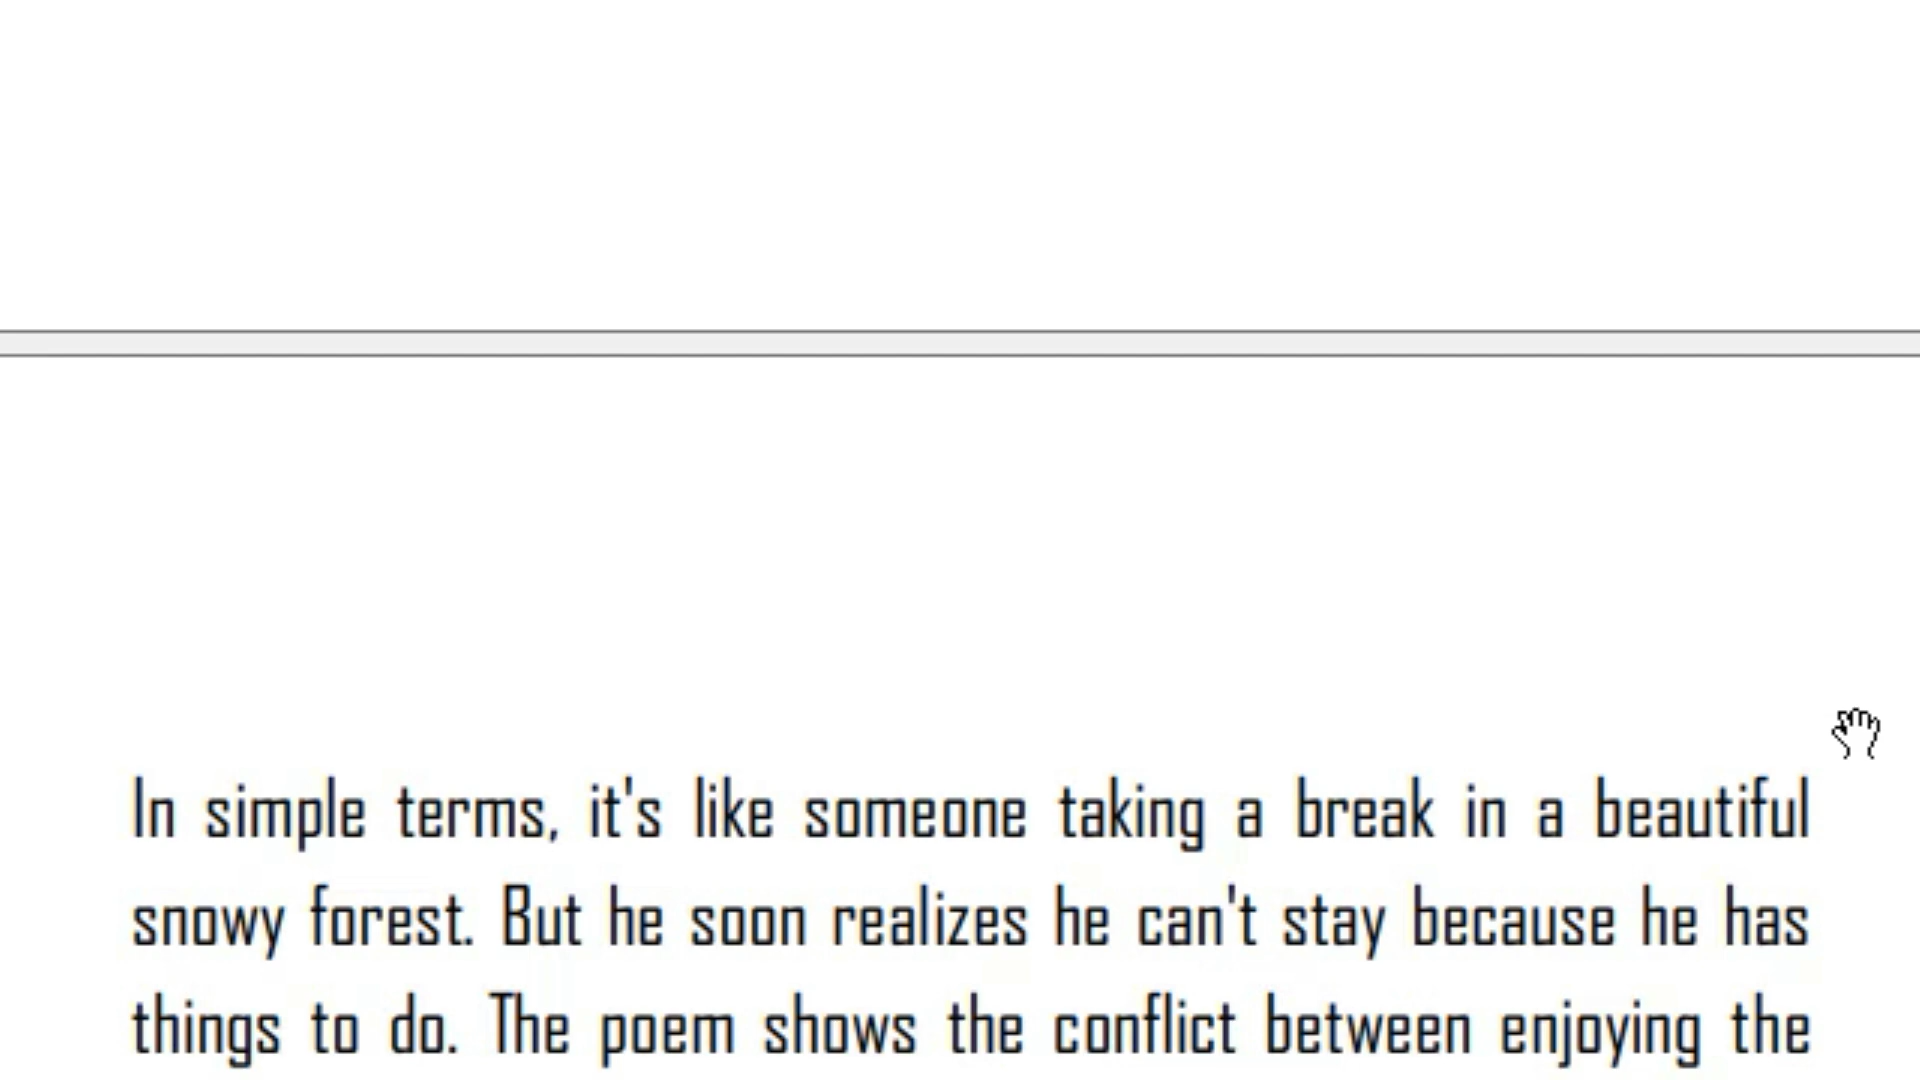 In simple terms, it's like someone taking a break in a beautiful
snowy forest. But he soon realizes he can't stay because he has
things to do. The poem shows the conflict between enjoying the